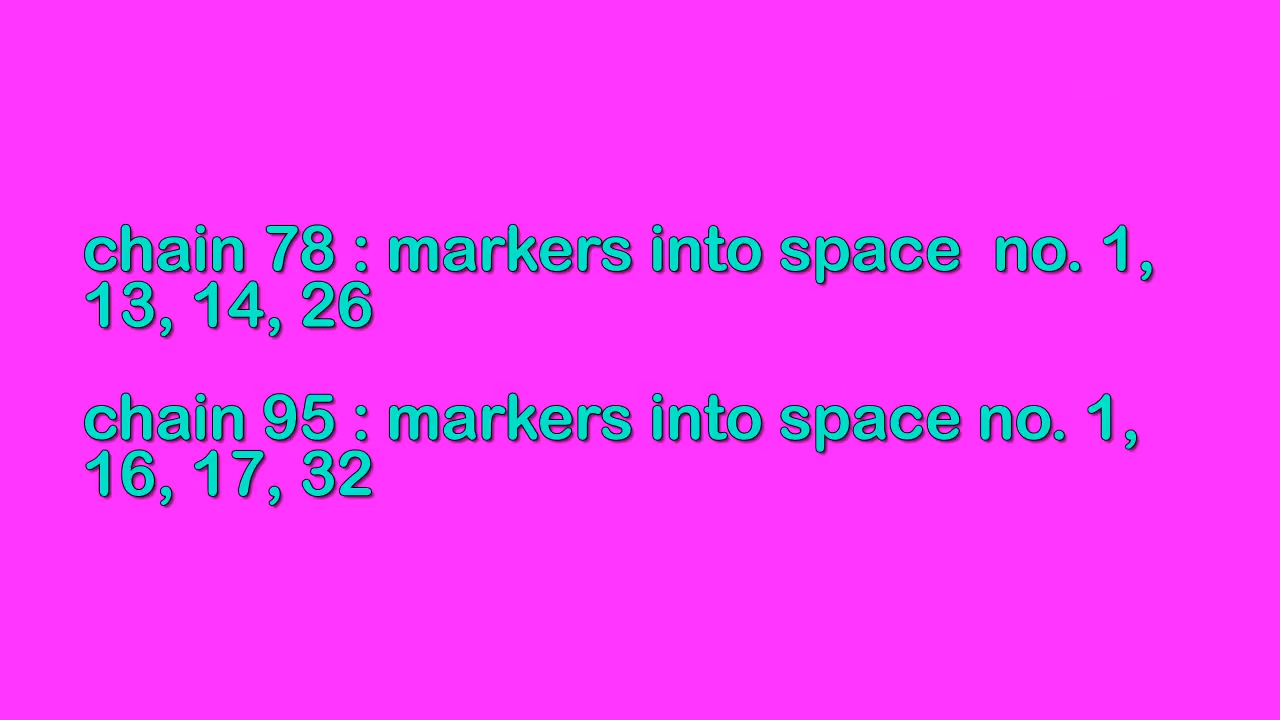 chain 78 : markers into space  no. 1,
13, 14, 26
chain 95 : markers into space no. 1,
16, 17, 32